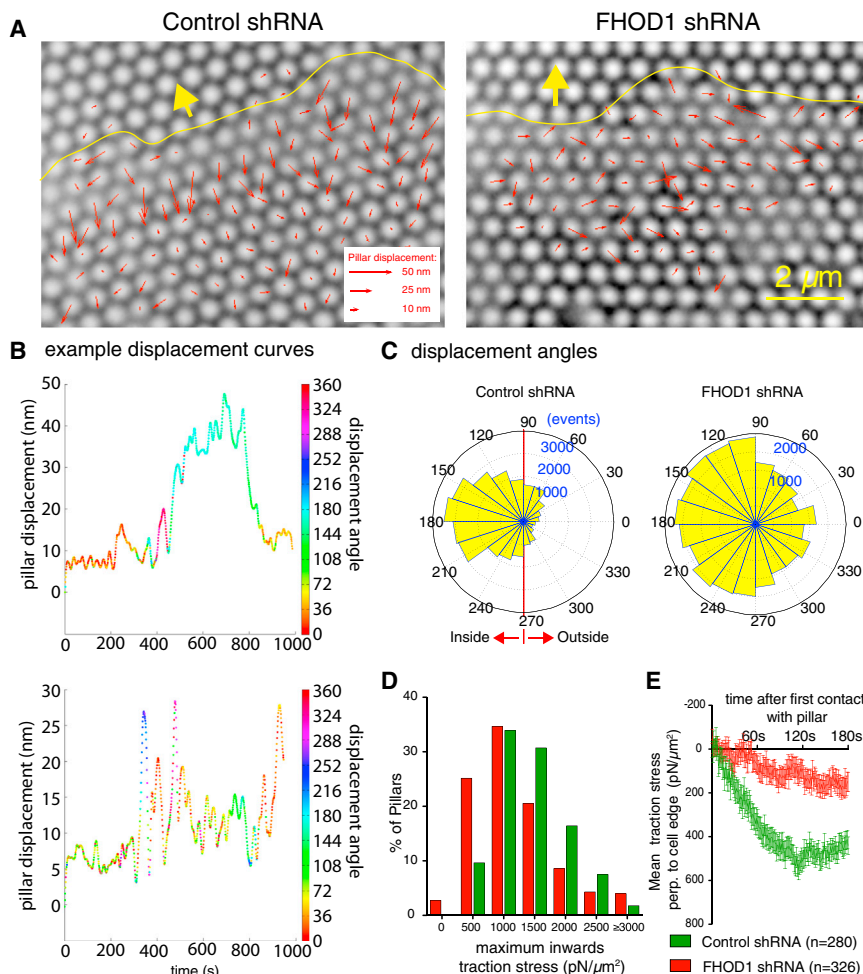 Control shRNA
FHOD1 shRNA
A
Pillar displacement:
50 nm
25 nm
10 nm
2 µm
B example displacement curves
pillar displacement (nm)
50
40
30
20
10
0
0 200 400 600 800 1000
360
324
288
252
216
180
144
108
72
36
0
displacement angle
pillar displacement (nm)
30
25
20
15
10
5
0
0 200 400 600 800 1000
time (s)
360
324
288
252
216
180
144
108
72
36
0
displacement angle
C displacement angles
Control shRNA
90 (events)
120 60
3000
150 2000 30
1000
180 0
210 330
240 300
270
Inside Outside
FHOD1 shRNA
90
120 2000 60
150 1000 30
180 0
210 330
240 300
270
D
% of Pillars
40
30
20
10
0
0 500 1000 1500 2000 2500 ≥3000
maximum inwards
traction stress (pN/µm²)
E
Mean traction stress
perp. to cell edge (pN/µm²)
-200
0
200
400
600
800
time after first contact
with pillar
60s 120s 180s
Control shRNA (n=280)
FHOD1 shRNA (n=326)